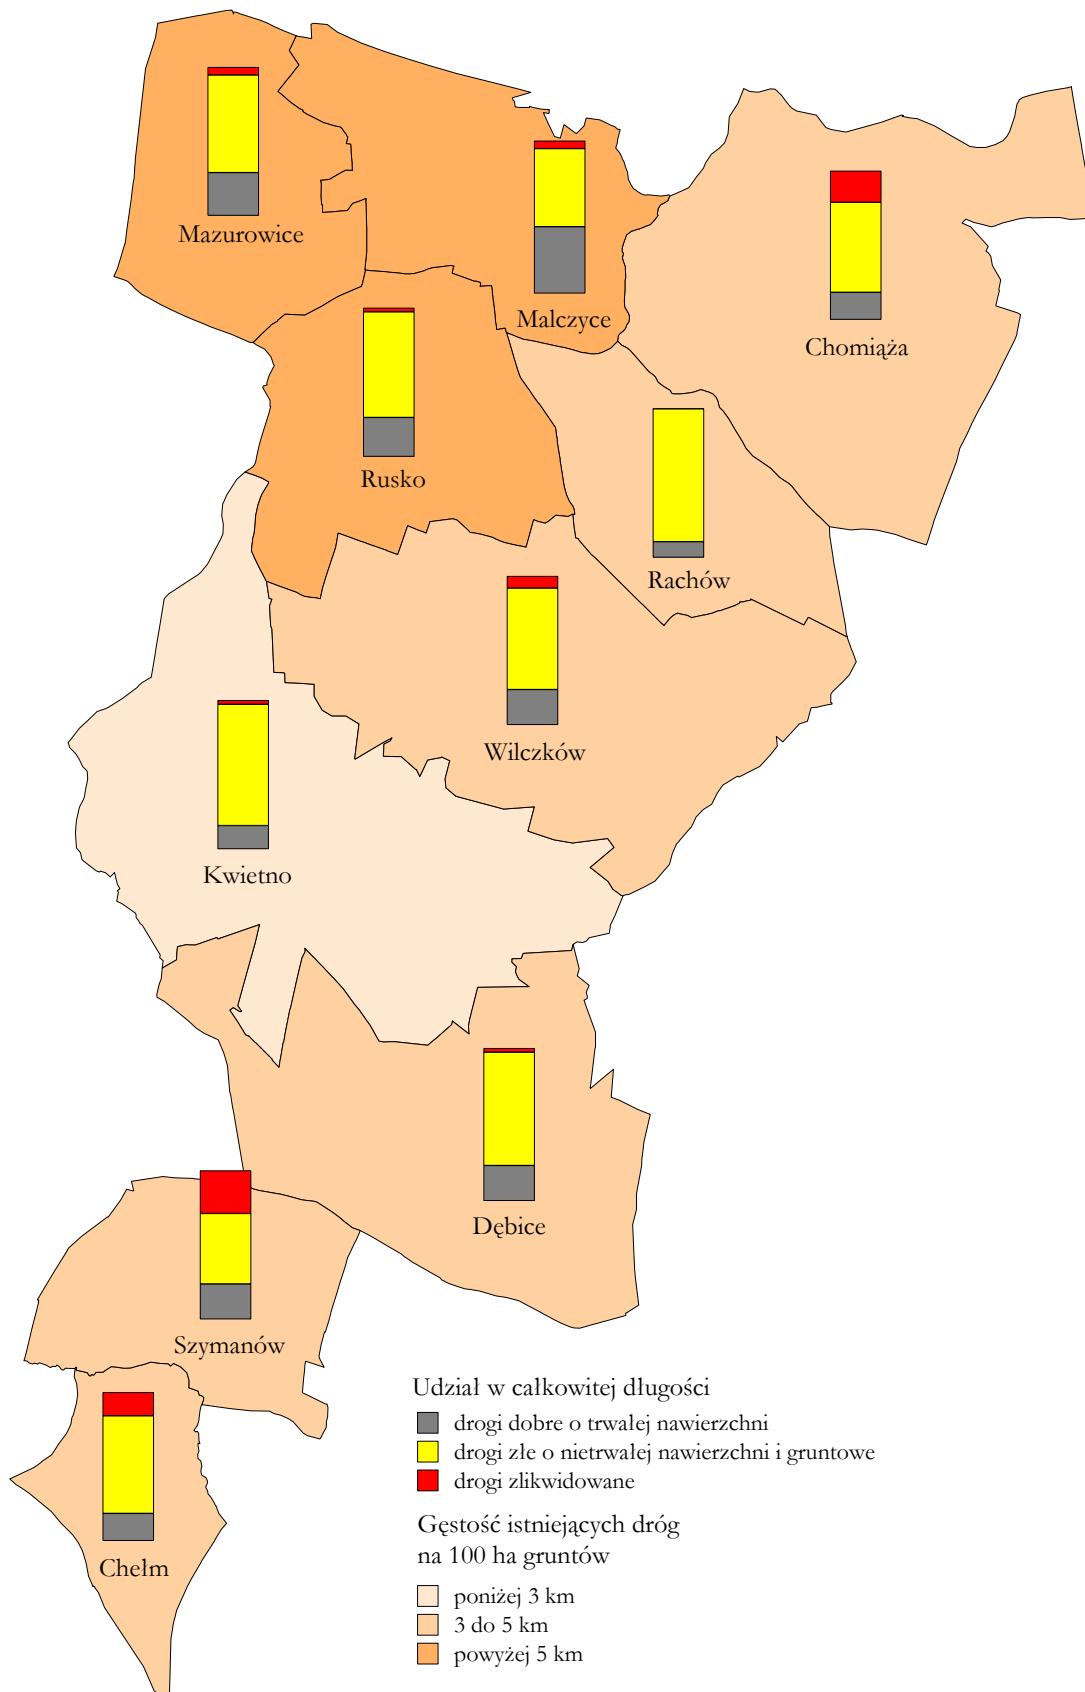 Mazurowice
Malczyce
Chomiąża
Rusko
Rachów
Wilczków
Kwietno
Dębice
Szymanów
Chełm
Udział w całkowitej długości
drogi dobre o trwałej nawierzchni
drogi złe o nietrwałej nawierzchni i gruntowe
drogi zlikwidowane
Gęstość istniejących dróg
na 100 ha gruntów
poniżej 3 km
3 do 5 km
powyżej 5 km